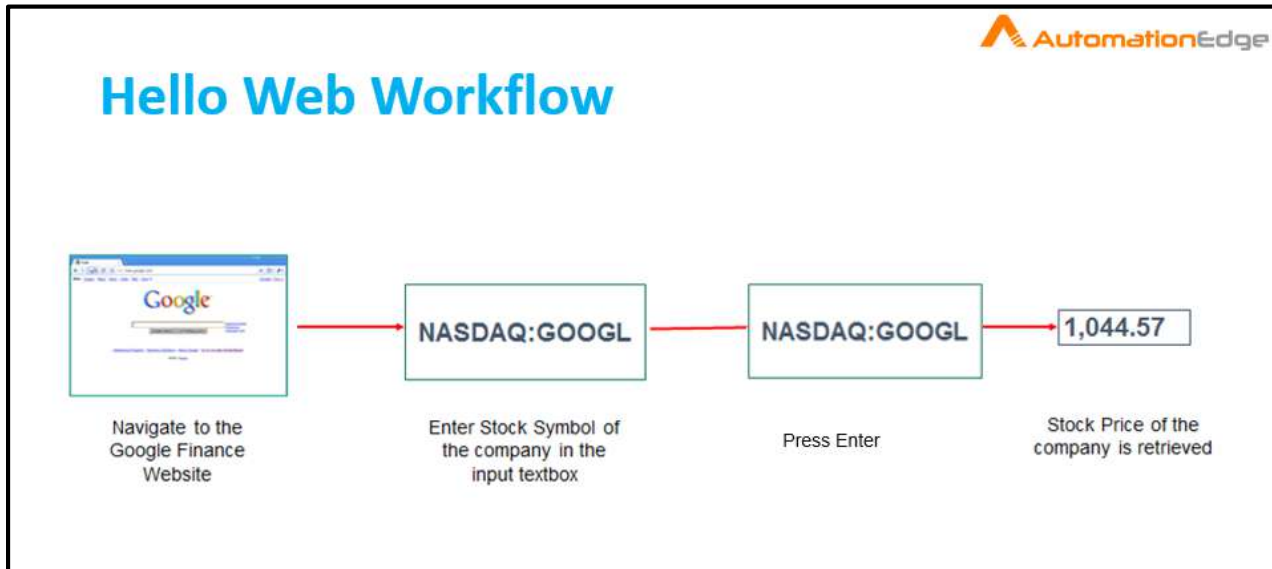 AutomationEdge
Hello Web Workflow
Google
NASDAQ:GOOGL
NASDAQ:GOOGL
1,044.57
Navigate to the
Google Finance
Website
Enter Stock Symbol of
the company in the
input textbox
Press Enter
Stock Price of the
company is retrieved